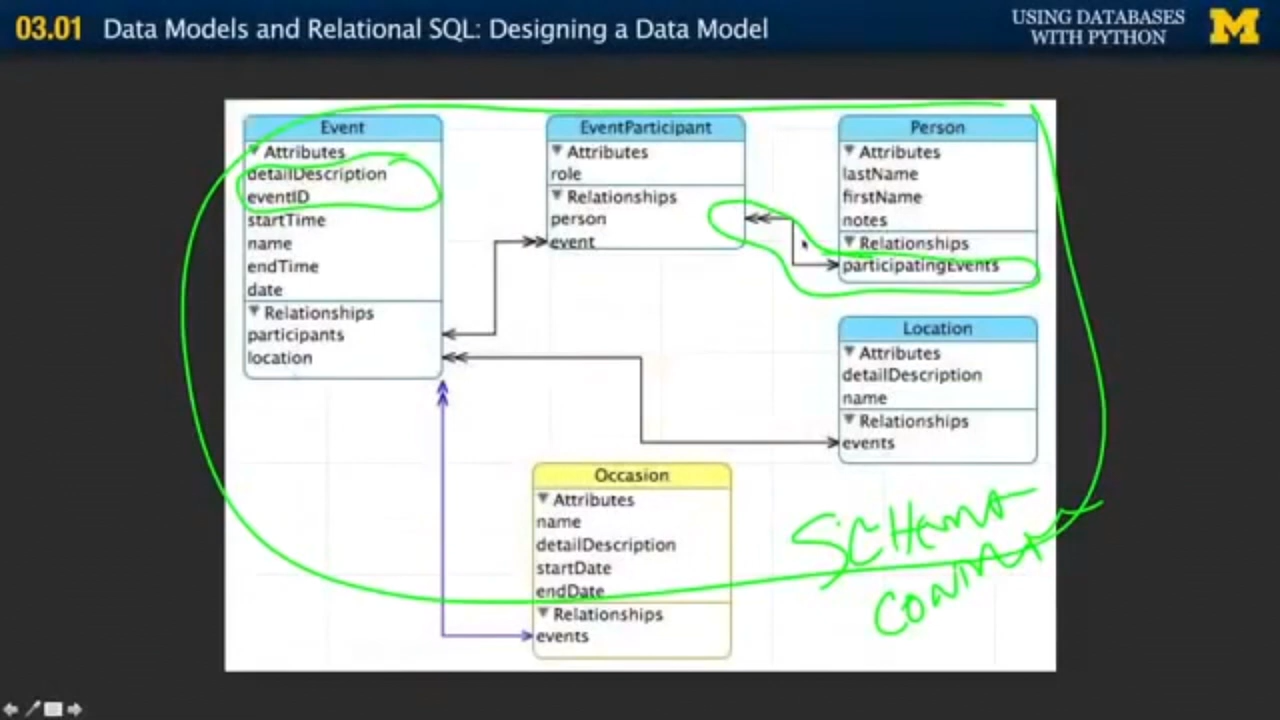 03.01 Data Models and Relational SQL: Designing a Data Model
USING DATABASES
WITH PYTHON
M
Event
Attributes
detailDescription
eventID
startTime
name
endTime
date
Relationships
participants
location
EventParticipant
Attributes
role
Relationships
person
event
Person
Attributes
lastName
firstName
notes
Relationships
participatingEvents
Location
Attributes
detailDescription
name
Relationships
events
Occasion
Attributes
name
detailDescription
startDate
endDate
Relationships
events
SCHEMA